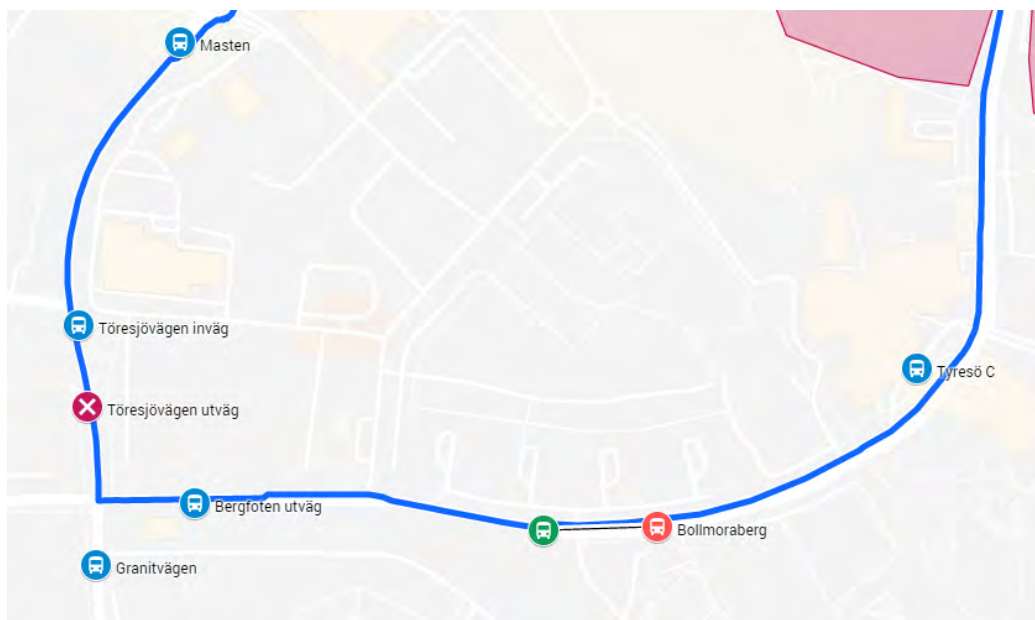 Masten
Töresjövägen inväg
Tyresö C
Töresjövägen utväg
Bergfoten utväg
Bollmoraberg
Granitvägen